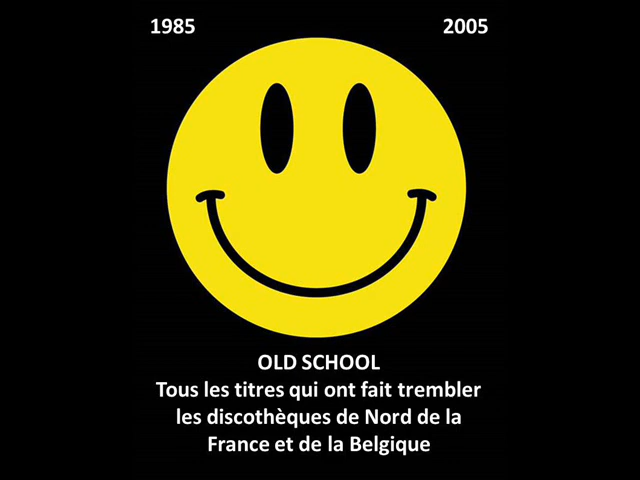 1985 2005
OLD SCHOOL
Tous les titres qui ont fait trembler
les discothèques de Nord de la
France et de la Belgique